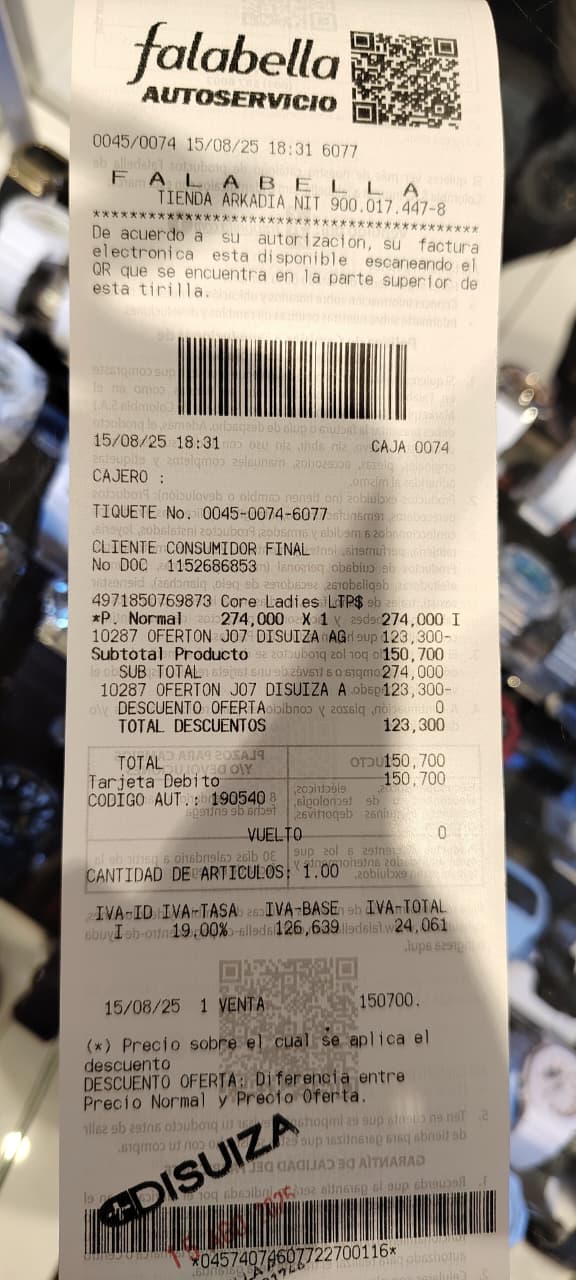 falabella
AUTOSERVICIO
0045/0074 15/08/25 18:31 6077
F A L A B E L L A
TIENDA ARKADIA NIT 900.017.447-8
******************************************
De acuerdo a su autorizacion, su factura
electronica esta disponible escaneando el
QR que se encuentra en la parte superior de
esta tirilla.
15/08/25 18:31 CAJA 0074
CAJERO :
TIQUETE No. 0045-0074-6077
CLIENTE CONSUMIDOR FINAL
No DOC 1152686853
4971850769873 Core Ladies LTP$
*P. Normal 274,000 X 1 274,000 I
10287 OFERTON J07 DISUIZA AG 123,300-
Subtotal Producto 150,700
SUB TOTAL 274,000
10287 OFERTON J07 DISUIZA A 123,300-
DESCUENTO OFERTA 0
TOTAL DESCUENTOS 123,300
TOTAL 150,700
Tarjeta Debito 150,700
CODIGO AUT.: 190540
VUELTO 0
CANTIDAD DE ARTICULOS: 1.00
IVA-ID IVA-TASA IVA-BASE IVA-TOTAL
I 19.00% 126,639 24,061
15/08/25 1 VENTA 150700.
(*) Precio sobre el cual se aplica el
descuento
DESCUENTO OFERTA: Diferencia entre
Precio Normal y Precio Oferta.
DISUIZA
15 AGO 2025
*04574074607722700116*